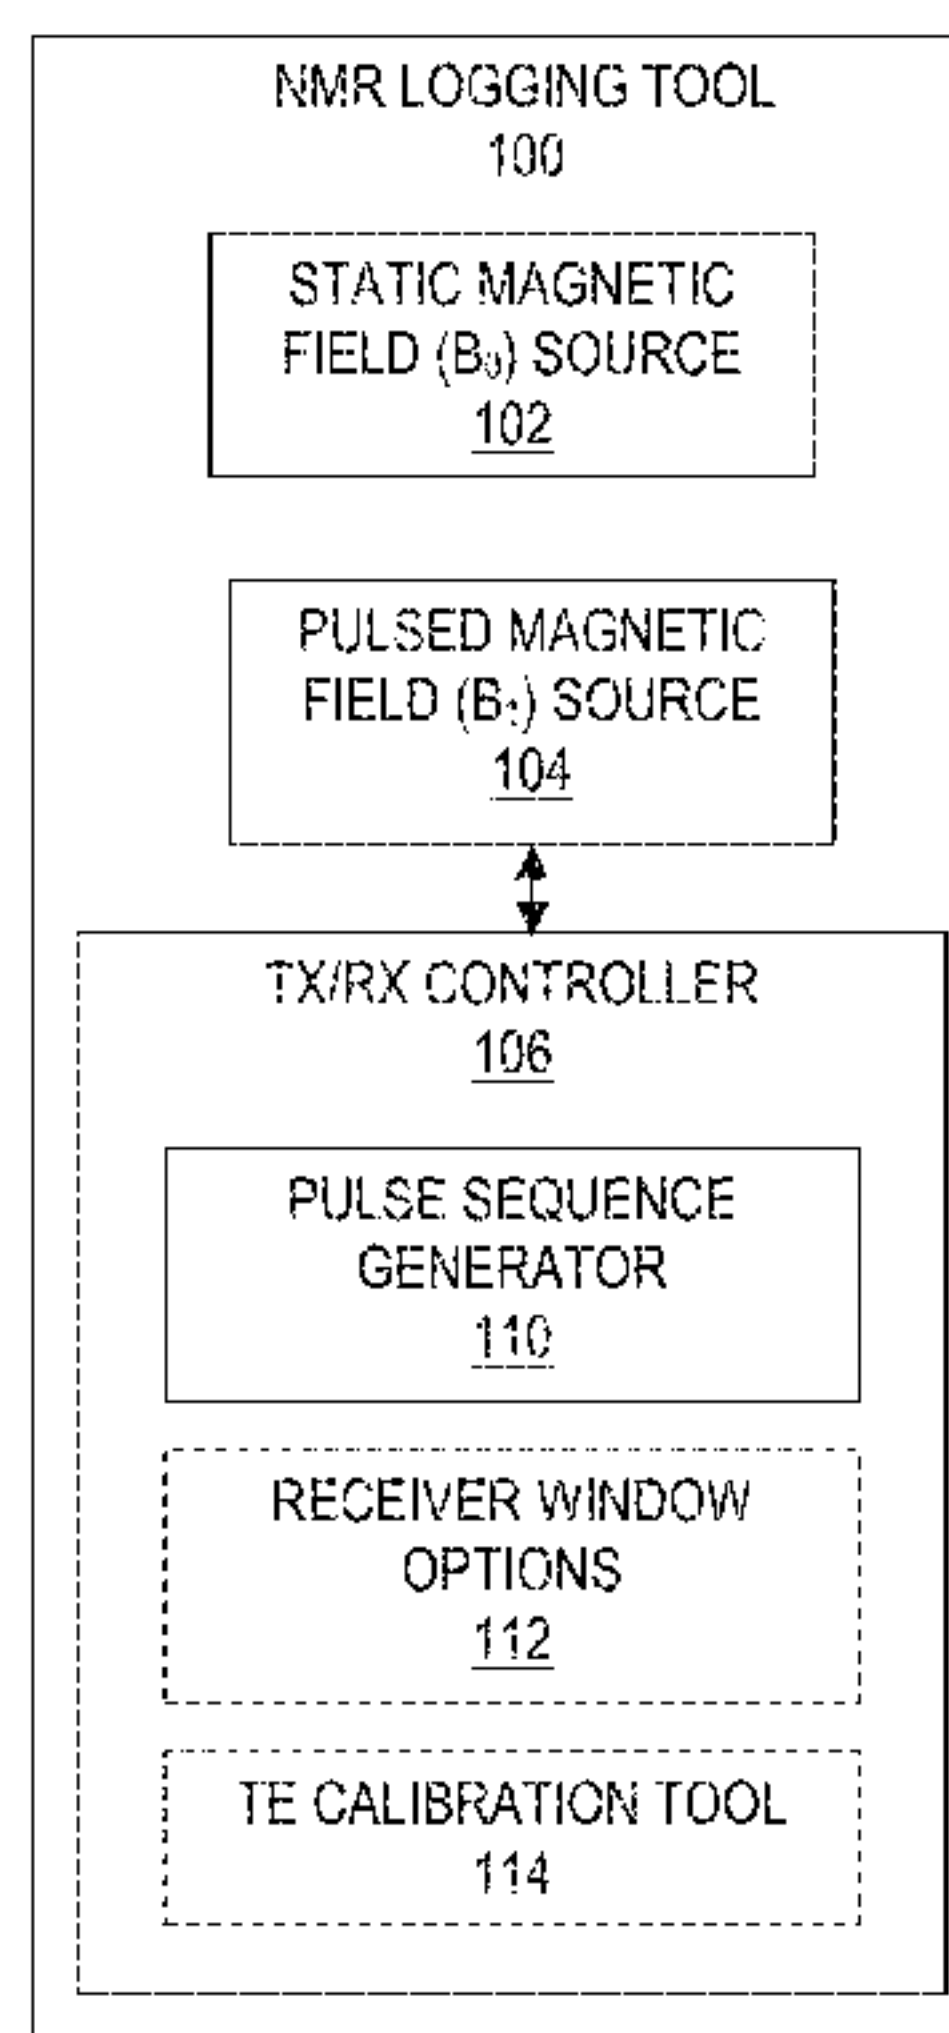 NMR LOGGING TOOL
100
STATIC MAGNETIC
FIELD (B₀) SOURCE
102
PULSED MAGNETIC
FIELD (B₁) SOURCE
104
TX/RX CONTROLLER
106
PULSE SEQUENCE
GENERATOR
110
RECEIVER WINDOW
OPTIONS
112
TE CALIBRATION TOOL
114